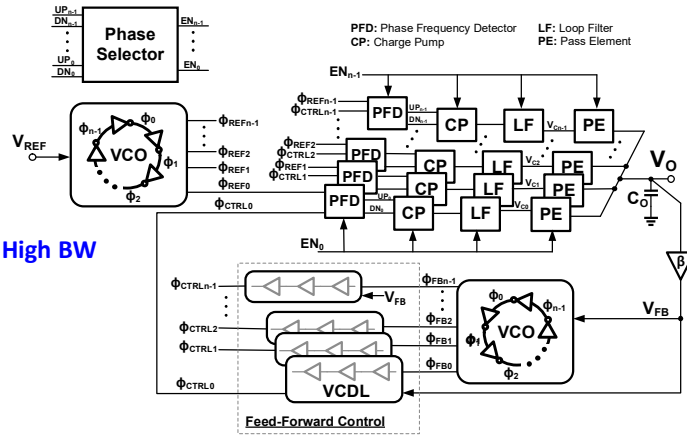 UPn-1
DNn-1
UP0
DN0
Phase
Selector
ENn-1
EN0
PFD: Phase Frequency Detector
CP: Charge Pump
LF: Loop Filter
PE: Pass Element
ENn-1
ΦREFn-1
ΦCTRLn-1
PFD
UPn-1
DNn-1
CP
LF
VCn-1
PE
VREF
Φn-1
Φ0
Φ1
Φ2
VCO
ΦREFn-1
ΦREF2
ΦREF1
ΦREF0
ΦCTRL0
ΦREF2
ΦCTRL2
PFD
CP
LF
VC2
PE
ΦREF1
ΦCTRL1
PFD
CP
LF
VC1
PE
PFD
DN0
CP
LF
VC0
PE
EN0
VO
CO
β
High BW
ΦCTRLn-1
VFB
ΦFBn-1
ΦCTRL2
ΦFB2
ΦCTRL1
ΦFB1
ΦCTRL0
VCDL
ΦFB0
Φ0
Φn-1
VCO
Φ2
VFB
Feed-Forward Control